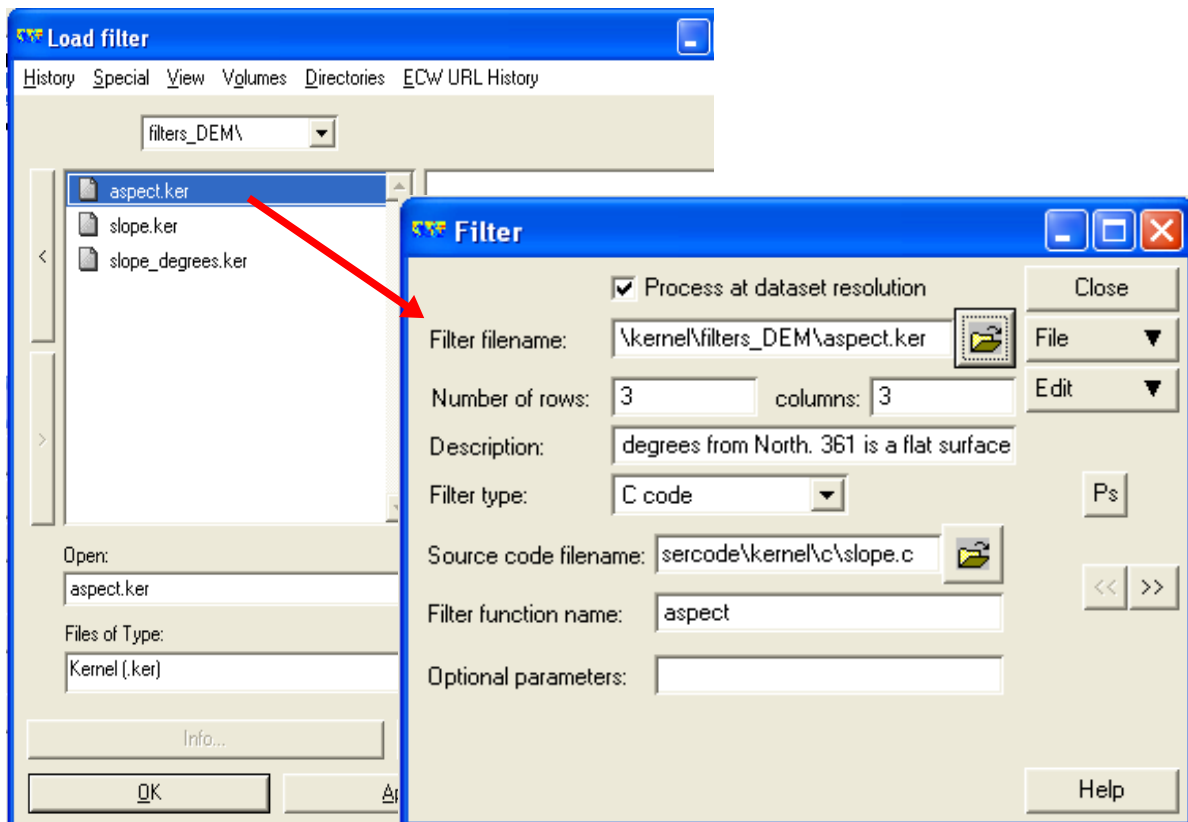 Load filter
History Special View Volumes Directories ECW URL History
filters_DEM\
aspect.ker
slope.ker
slope_degrees.ker
<
>
Open:
aspect.ker
Files of Type:
Kernel (.ker)
Info...
OK
Filter
Process at dataset resolution
Close
Filter filename: \kernel\filters_DEM\aspect.ker
File
Number of rows: 3 columns: 3
Edit
Description: degrees from North. 361 is a flat surface
Filter type: C code
Ps
Source code filename: sercode\kernel\c\slope.c
<< >>
Filter function name: aspect
Optional parameters:
Help